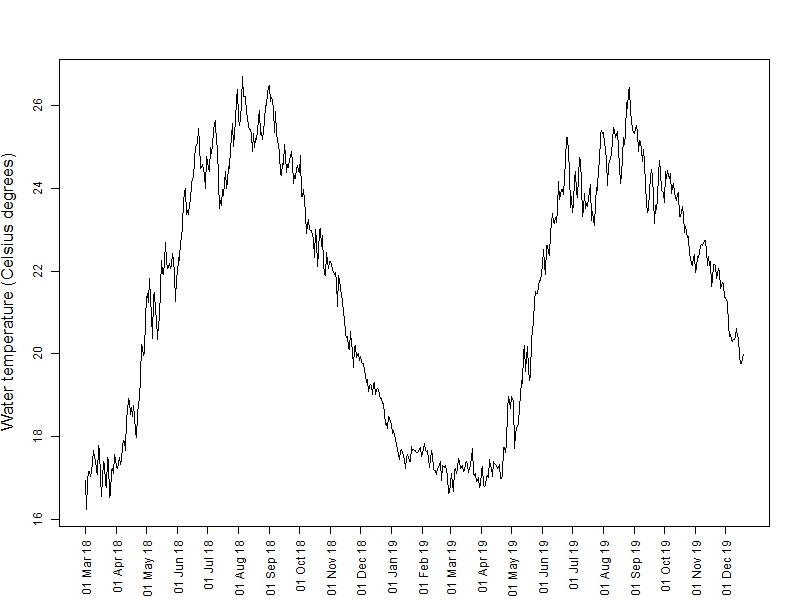 Water temperature (Celsius degrees)
26
24
22
20
18
16
01 Mar 18
01 Apr 18
01 May 18
01 Jun 18
01 Jul 18
01 Aug 18
01 Sep 18
01 Oct 18
01 Nov 18
01 Dec 18
01 Jan 19
01 Feb 19
01 Mar 19
01 Apr 19
01 May 19
01 Jun 19
01 Jul 19
01 Aug 19
01 Sep 19
01 Oct 19
01 Nov 19
01 Dec 19